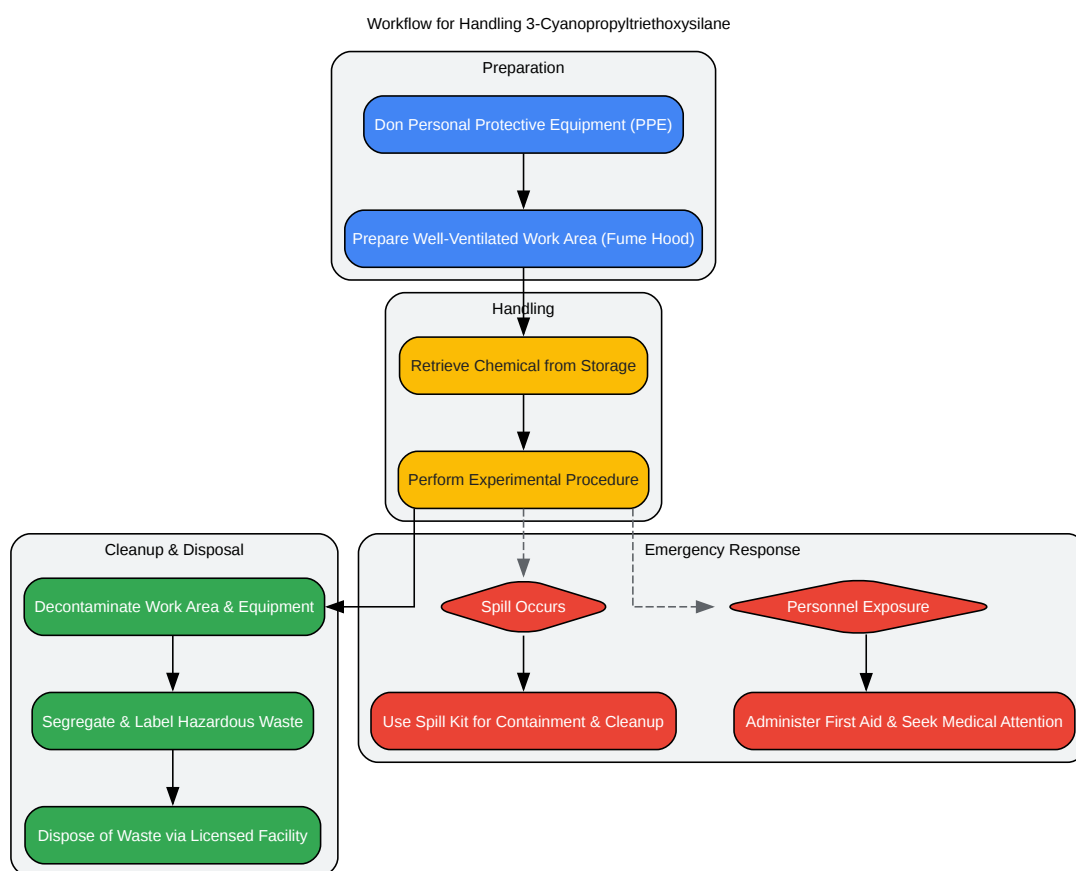 Workflow for Handling 3-Cyanopropyltriethoxysilane
Preparation
Don Personal Protective Equipment (PPE)
Prepare Well-Ventilated Work Area (Fume Hood)
Handling
Retrieve Chemical from Storage
Perform Experimental Procedure
Cleanup & Disposal
Decontaminate Work Area & Equipment
Segregate & Label Hazardous Waste
Dispose of Waste via Licensed Facility
Emergency Response
Spill Occurs
Personnel Exposure
Use Spill Kit for Containment & Cleanup
Administer First Aid & Seek Medical Attention